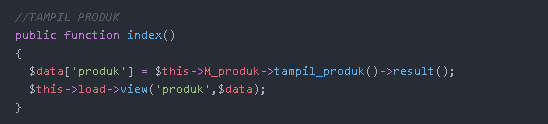 //TAMPIL PRODUK
public function index()
{
$data['produk'] = $this->M_produk->tampil_produk()->result();
$this->load->view('produk',$data);
}